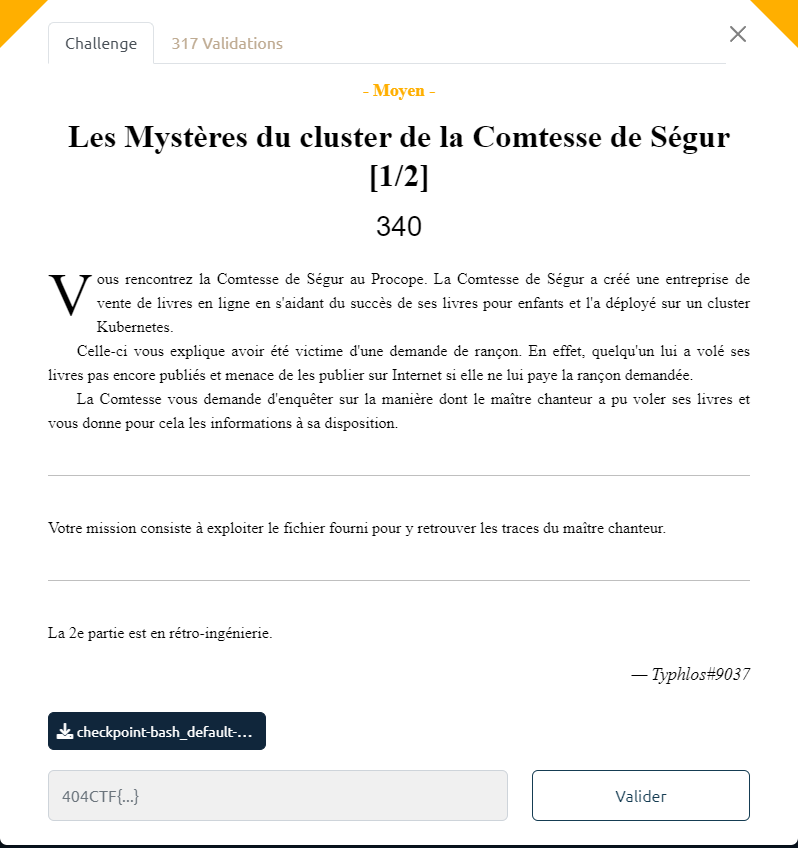 Challenge
317 Validations
- Moyen -
Les Mystères du cluster de la Comtesse de Ségur
[1/2]
340
Vous rencontrez la Comtesse de Ségur au Procope. La Comtesse de Ségur a créé une entreprise de
vente de livres en ligne en s'aidant du succès de ses livres pour enfants et l'a déployé sur un cluster
Kubernetes.
Celle-ci vous explique avoir été victime d'une demande de rançon. En effet, quelqu'un lui a volé ses
livres pas encore publiés et menace de les publier sur Internet si elle ne lui paye la rançon demandée.
La Comtesse vous demande d'enquêter sur la manière dont le maître chanteur a pu voler ses livres et
vous donne pour cela les informations à sa disposition.
Votre mission consiste à exploiter le fichier fourni pour y retrouver les traces du maître chanteur.
La 2e partie est en rétro-ingénierie.
— Typhlos#9037
checkpoint-bash_default-...
404CTF{...}
Valider